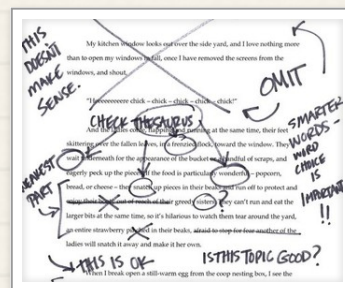 THIS
DOESN'T
MAKE
SENSE.
My kitchen window looks out over the side yard, and I love nothing more
than to open my windows in fall, once I have removed the screens from the
windows, and shout,
OMIT
"Heeeeeeeere chick – chick – chick – chick – chick!"
CHECK THESAURUS?
And the ladies come, flapping and running at the same time, their feet
SMARTER
WORDS –
WORD
CHOICE
IS
IMPORTANT
!!
skittering over the fallen leaves, in a frenzied flock, toward the window. They
wait underneath for the appearance of the bucket or a handful of scraps, and
WEAKEST
PART
eagerly peck up the pieces. If the food is particularly wonderful – popcorn,
bread, or cheese – they snatch up pieces in their beaks and run off to protect and
enjoy their bounty out of reach of their greedy sisters. they can't run and eat the
larger bits at the same time, so it's hilarious to watch them tear around the yard,
an entire strawberry in their beaks, afraid to stop for fear another of the
ladies will snatch it away and make it her own.
THIS IS OK
IS THIS TOPIC GOOD?
When I break open a still-warm egg from the coop nesting box, I see the